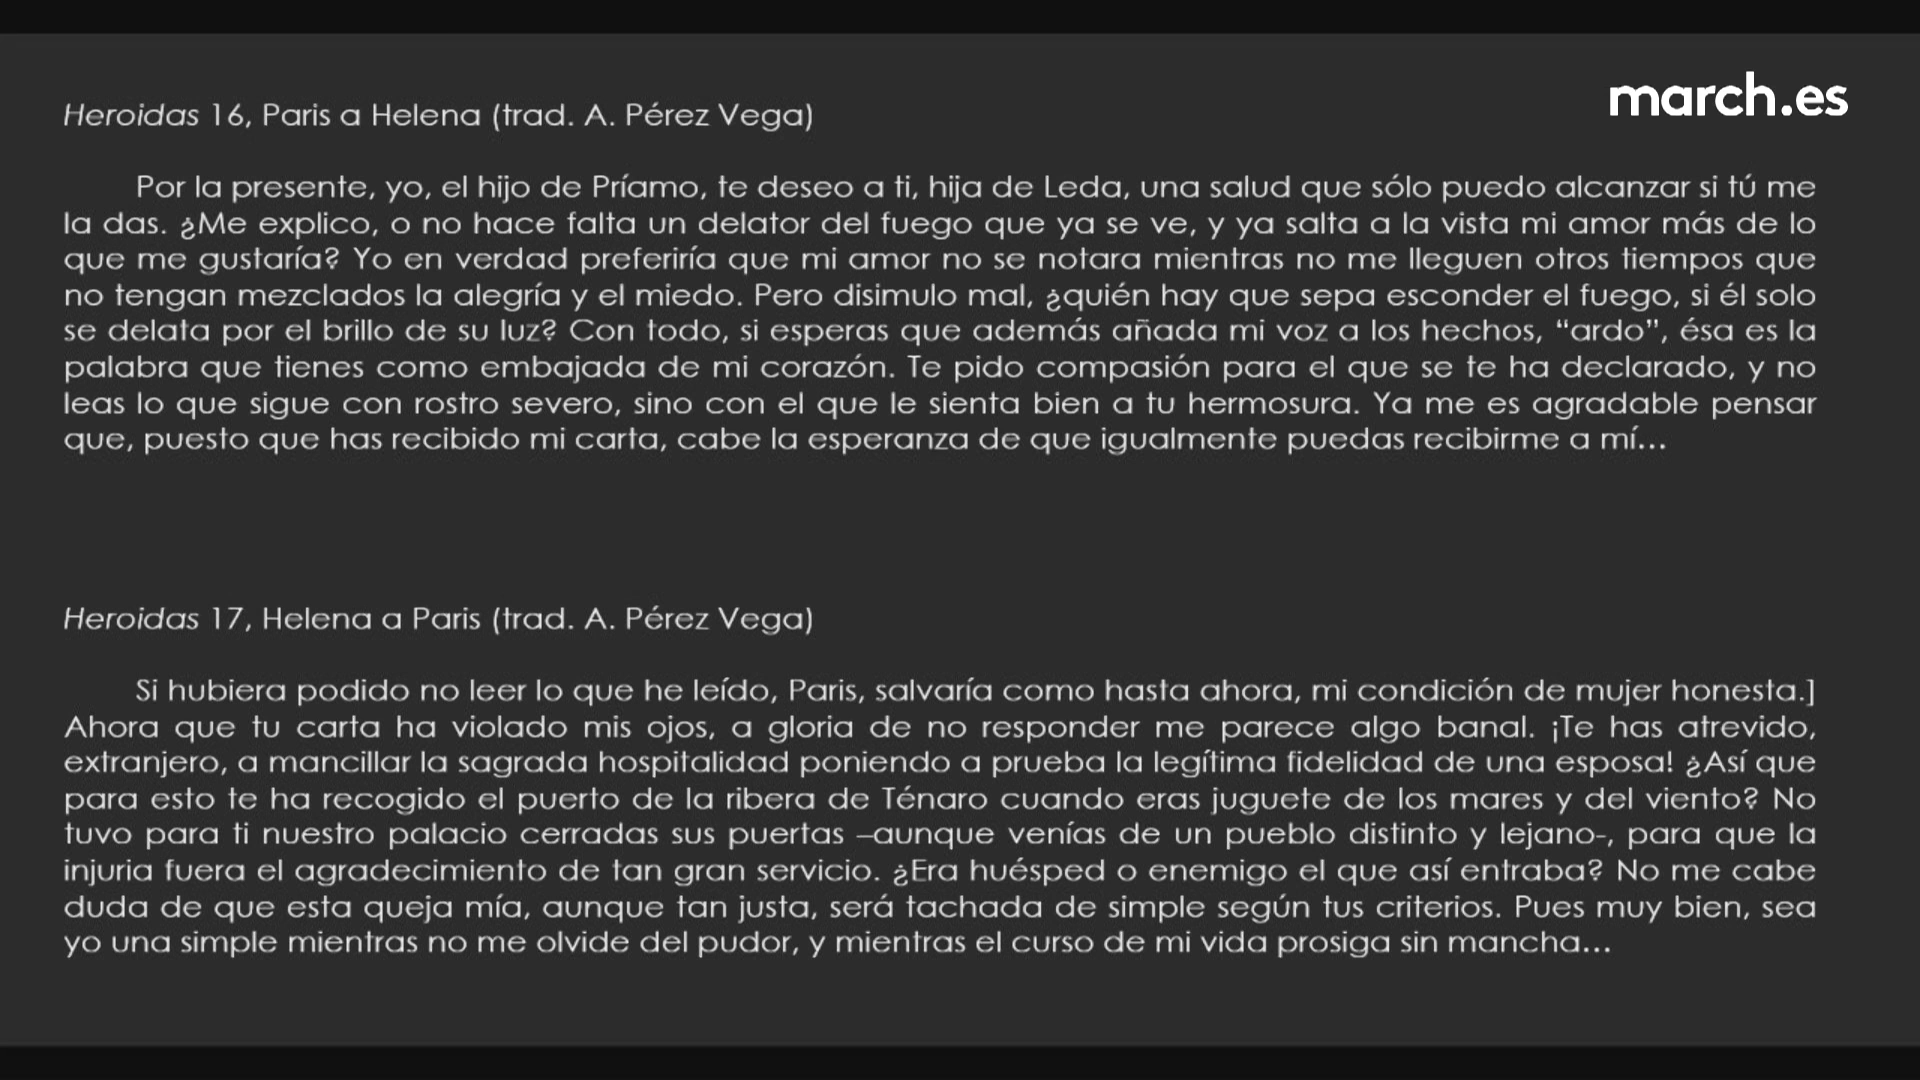 march.es
Heroidas 16, Paris a Helena (trad. A. Pérez Vega)
Por la presente, yo, el hijo de Príamo, te deseo a ti, hija de Leda, una salud que sólo puedo alcanzar si tú me
la das. ¿Me explico, o no hace falta un delator del fuego que ya se ve, y ya salta a la vista mi amor más de lo
que me gustaría? Yo en verdad preferiría que mi amor no se notara mientras no me lleguen otros tiempos que
no tengan mezclados la alegría y el miedo. Pero disimulo mal, ¿quién hay que sepa esconder el fuego, si él solo
se delata por el brillo de su luz? Con todo, si esperas que además añada mi voz a los hechos, “ardo”, ésa es la
palabra que tienes como embajada de mi corazón. Te pido compasión para el que se te ha declarado, y no
leas lo que sigue con rostro severo, sino con el que le sienta bien a tu hermosura. Ya me es agradable pensar
que, puesto que has recibido mi carta, cabe la esperanza de que igualmente puedas recibirme a mí...
Heroidas 17, Helena a Paris (trad. A. Pérez Vega)
Si hubiera podido no leer lo que he leído, Paris, salvaría como hasta ahora, mi condición de mujer honesta.]
Ahora que tu carta ha violado mis ojos, a gloria de no responder me parece algo banal. ¡Te has atrevido,
extranjero, a mancillar la sagrada hospitalidad poniendo a prueba la legítima fidelidad de una esposa! ¿Así que
para esto te ha recogido el puerto de la ribera de Ténaro cuando eras juguete de los mares y del viento? No
tuvo para ti nuestro palacio cerradas sus puertas –aunque venías de un pueblo distinto y lejano-, para que la
injuria fuera el agradecimiento de tan gran servicio. ¿Era huésped o enemigo el que así entraba? No me cabe
duda de que esta queja mía, aunque tan justa, será tachada de simple según tus criterios. Pues muy bien, sea
yo una simple mientras no me olvide del pudor, y mientras el curso de mi vida prosiga sin mancha...